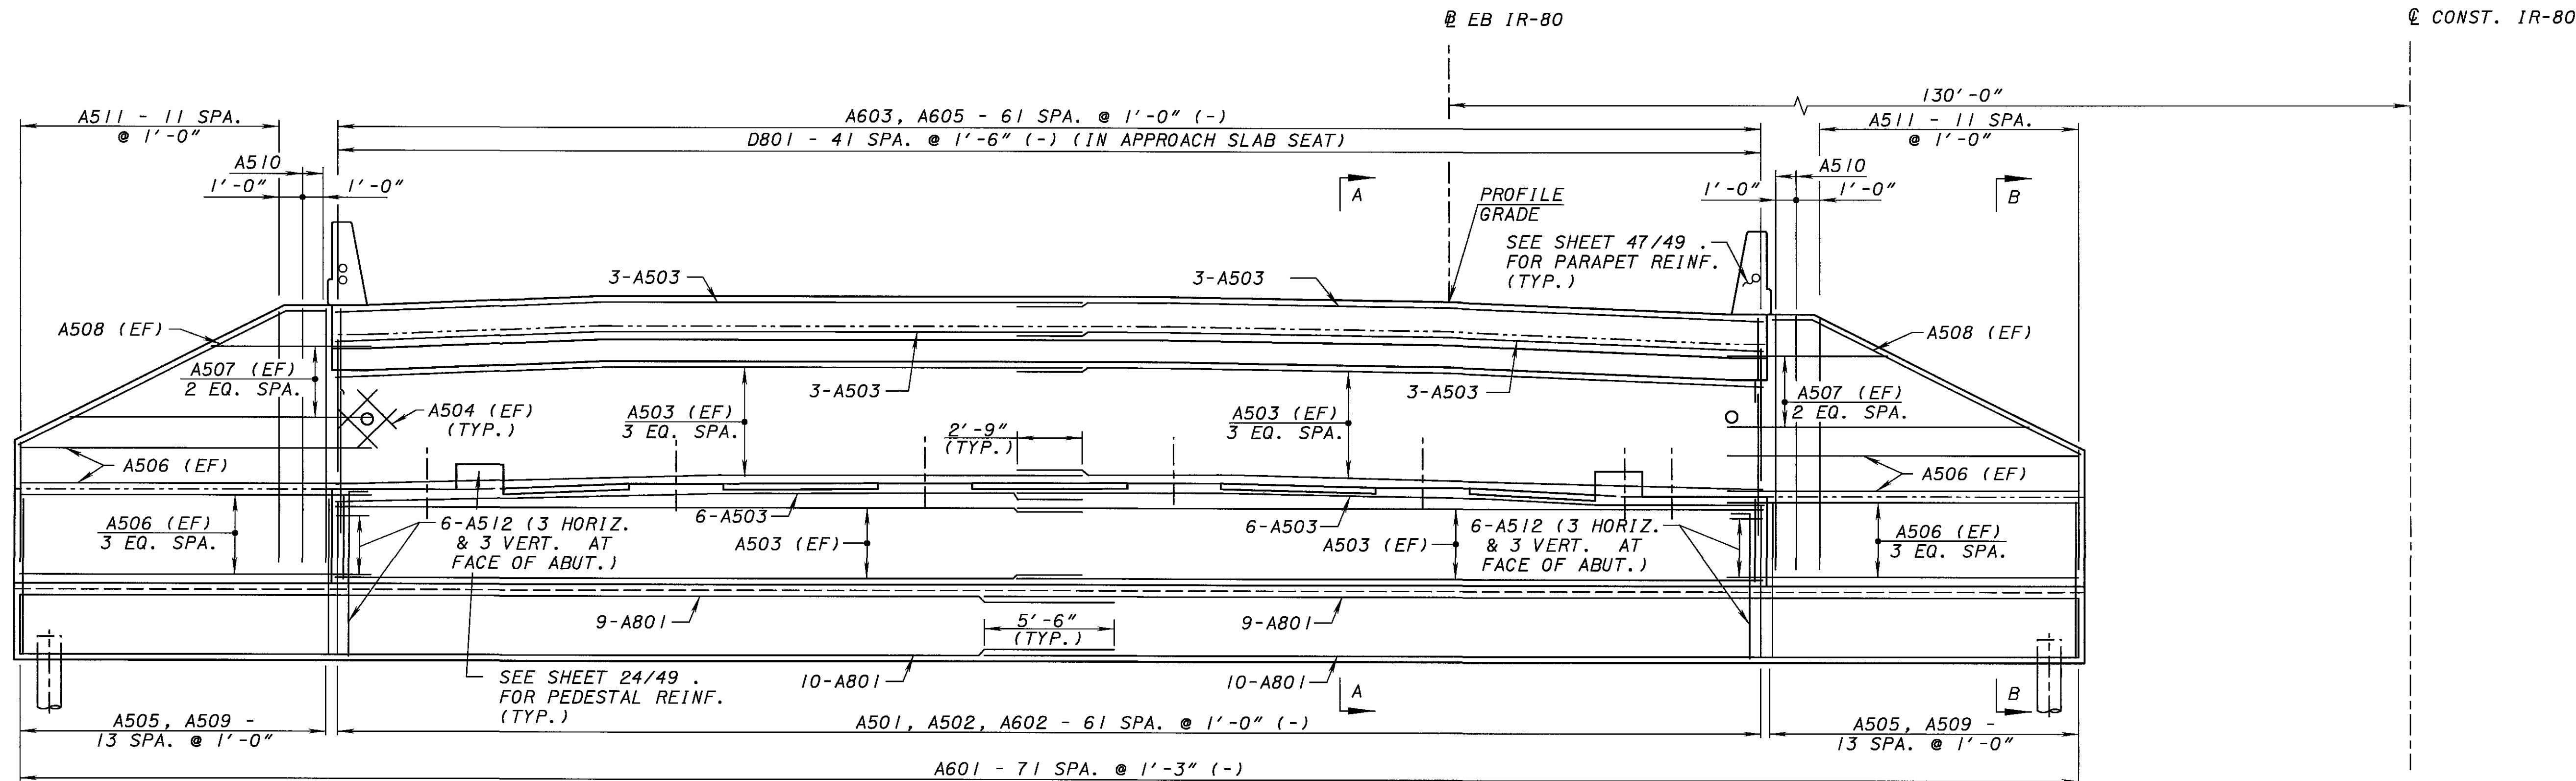 ℄ EB IR-80
℄ CONST. IR-80
A511 - 11 SPA.
@ 1'-0"
A603, A605 - 61 SPA. @ 1'-0" (-)
130'-0"
A511 - 11 SPA.
@ 1'-0"
D801 - 41 SPA. @ 1'-6" (-) (IN APPROACH SLAB SEAT)
A510
1'-0"
1'-0"
A
PROFILE
GRADE
A510
1'-0"
1'-0"
B
SEE SHEET 47/49 .
FOR PARAPET REINF.
(TYP.)
3-A503
3-A503
A508 (EF)
A508 (EF)
A507 (EF)
2 EQ. SPA.
3-A503
3-A503
A507 (EF)
2 EQ. SPA.
A504 (EF)
(TYP.)
A503 (EF)
3 EQ. SPA.
2'-9"
(TYP.)
A503 (EF)
3 EQ. SPA.
A506 (EF)
A506 (EF)
A506 (EF)
3 EQ. SPA.
6-A512 (3 HORIZ.
& 3 VERT. AT
FACE OF ABUT.)
6-A503
A503 (EF)
6-A503
A503 (EF)
6-A512 (3 HORIZ.
& 3 VERT. AT
FACE OF ABUT.)
A506 (EF)
3 EQ. SPA.
9-A801
5'-6"
(TYP.)
9-A801
SEE SHEET 24/49 .
FOR PEDESTAL REINF.
(TYP.)
10-A801
10-A801
A
B
A505, A509 -
13 SPA. @ 1'-0"
A501, A502, A602 - 61 SPA. @ 1'-0" (-)
A505, A509 -
13 SPA. @ 1'-0"
A601 - 71 SPA. @ 1'-3" (-)